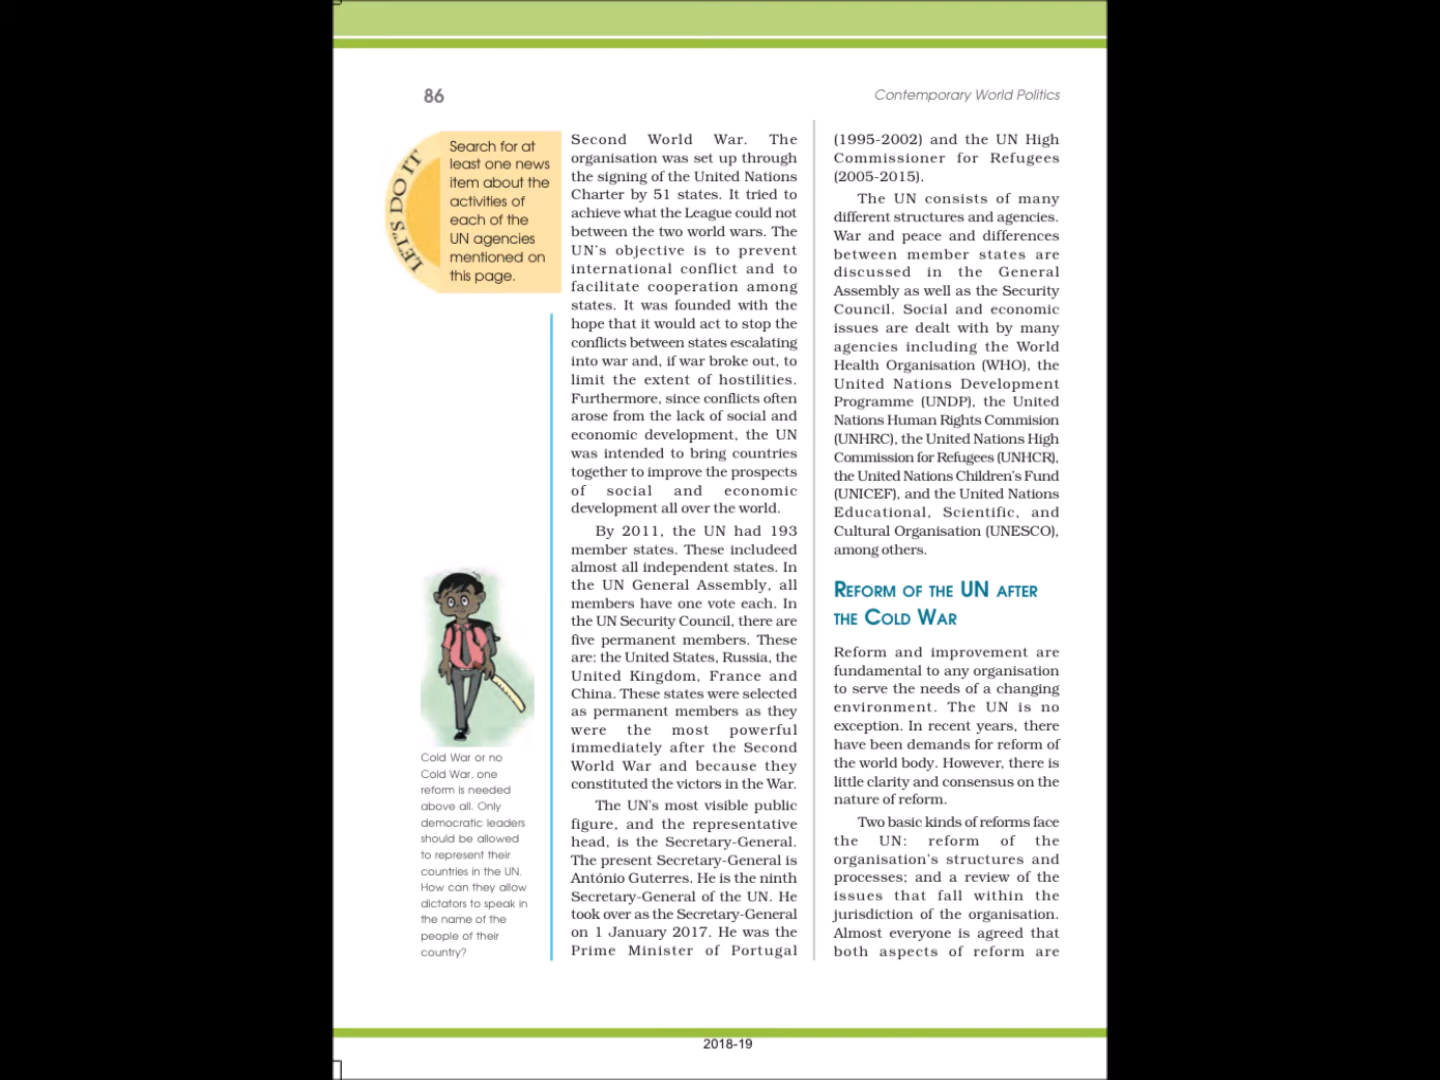 86
Contemporary World Politics
LET'S DO IT
Search for at
least one news
item about the
activities of
each of the
UN agencies
mentioned on
this page.
Cold War or no
Cold War, one
reform is needed
above all. Only
democratic leaders
should be allowed
to represent their
countries in the UN.
How can they allow
dictators to speak in
the name of the
people of their
country?
Second World War. The
organisation was set up through
the signing of the United Nations
Charter by 51 states. It tried to
achieve what the League could not
between the two world wars. The
UN's objective is to prevent
international conflict and to
facilitate cooperation among
states. It was founded with the
hope that it would act to stop the
conflicts between states escalating
into war and, if war broke out, to
limit the extent of hostilities.
Furthermore, since conflicts often
arose from the lack of social and
economic development, the UN
was intended to bring countries
together to improve the prospects
of social and economic
development all over the world.
By 2011, the UN had 193
member states. These includeed
almost all independent states. In
the UN General Assembly, all
members have one vote each. In
the UN Security Council, there are
five permanent members. These
are: the United States, Russia, the
United Kingdom, France and
China. These states were selected
as permanent members as they
were the most powerful
immediately after the Second
World War and because they
constituted the victors in the War.
The UN's most visible public
figure, and the representative
head, is the Secretary-General.
The present Secretary-General is
António Guterres. He is the ninth
Secretary-General of the UN. He
took over as the Secretary-General
on 1 January 2017. He was the
Prime Minister of Portugal
(1995-2002) and the UN High
Commissioner for Refugees
(2005-2015).
The UN consists of many
different structures and agencies.
War and peace and differences
between member states are
discussed in the General
Assembly as well as the Security
Council. Social and economic
issues are dealt with by many
agencies including the World
Health Organisation (WHO), the
United Nations Development
Programme (UNDP), the United
Nations Human Rights Commision
(UNHRC), the United Nations High
Commission for Refugees (UNHCR),
the United Nations Children's Fund
(UNICEF), and the United Nations
Educational, Scientific, and
Cultural Organisation (UNESCO),
among others.
REFORM OF THE UN AFTER
THE COLD WAR
Reform and improvement are
fundamental to any organisation
to serve the needs of a changing
environment. The UN is no
exception. In recent years, there
have been demands for reform of
the world body. However, there is
little clarity and consensus on the
nature of reform.
Two basic kinds of reforms face
the UN: reform of the
organisation's structures and
processes; and a review of the
issues that fall within the
jurisdiction of the organisation.
Almost everyone is agreed that
both aspects of reform are
2018-19